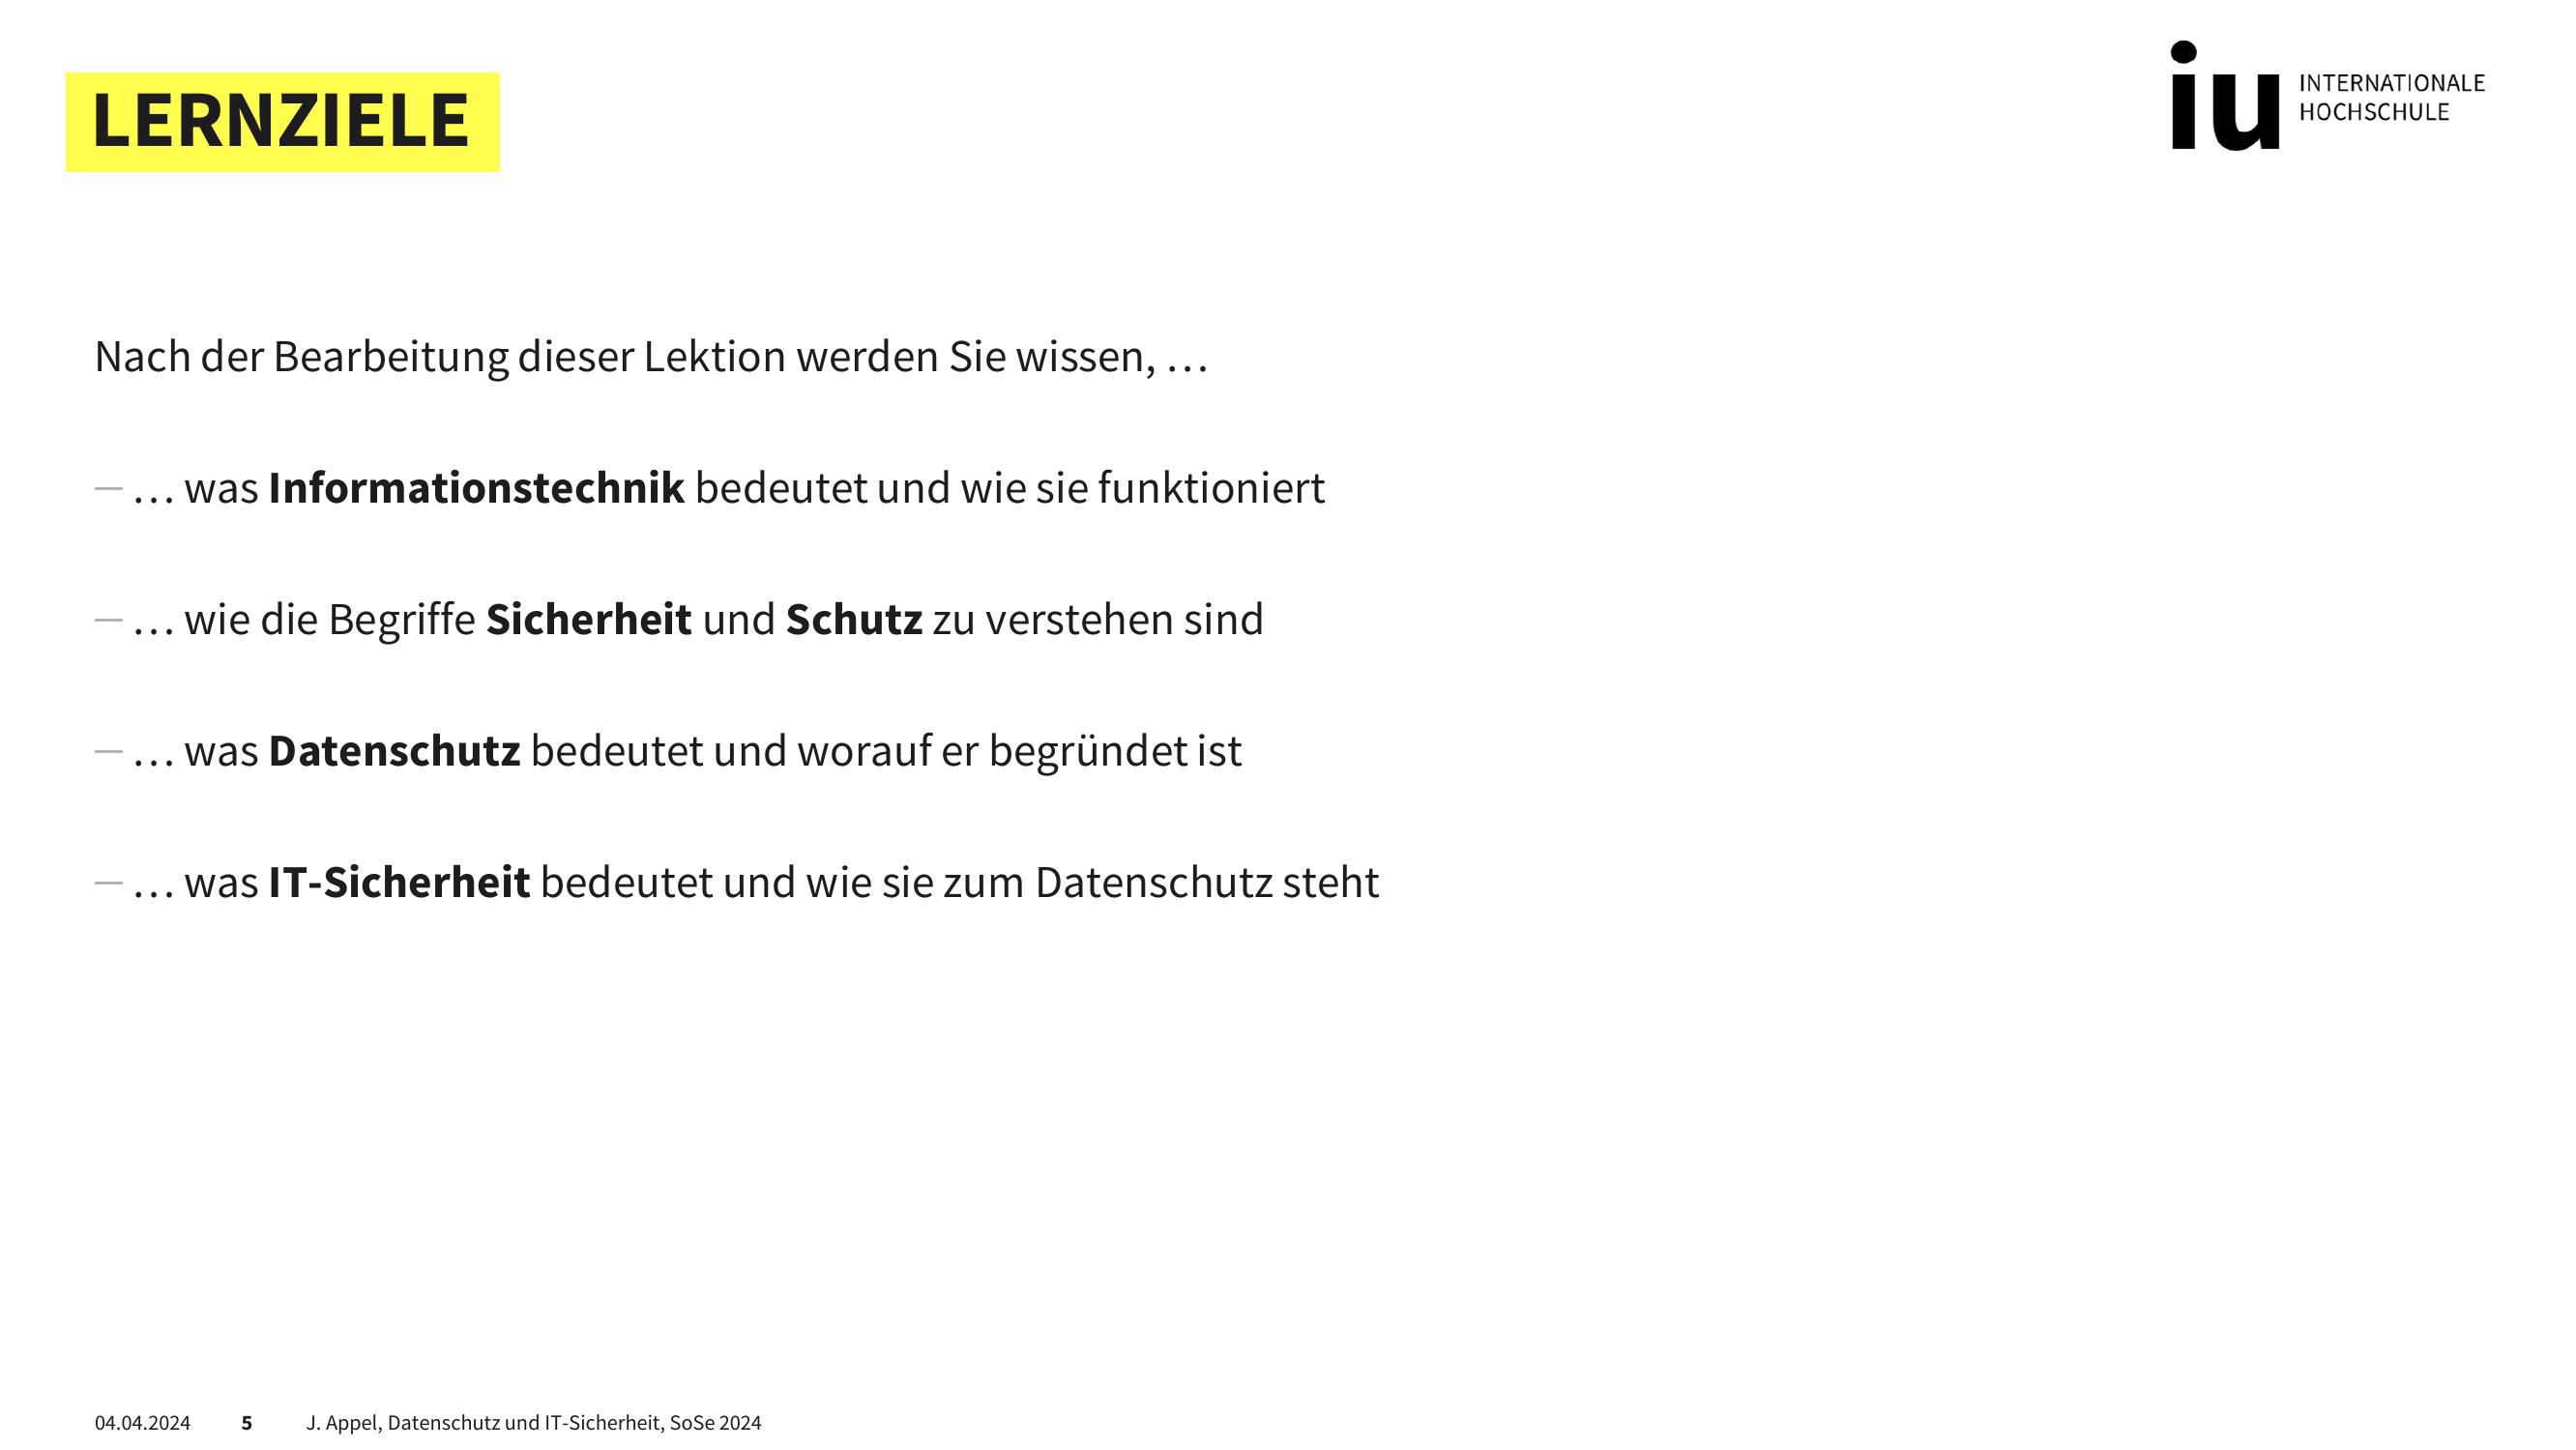 LERNZIELE
iu INTERNATIONALE
HOCHSCHULE
Nach der Bearbeitung dieser Lektion werden Sie wissen, …
— … was Informationstechnik bedeutet und wie sie funktioniert
— … wie die Begriffe Sicherheit und Schutz zu verstehen sind
— … was Datenschutz bedeutet und worauf er begründet ist
— … was IT-Sicherheit bedeutet und wie sie zum Datenschutz steht
04.04.2024 5 J. Appel, Datenschutz und IT-Sicherheit, SoSe 2024